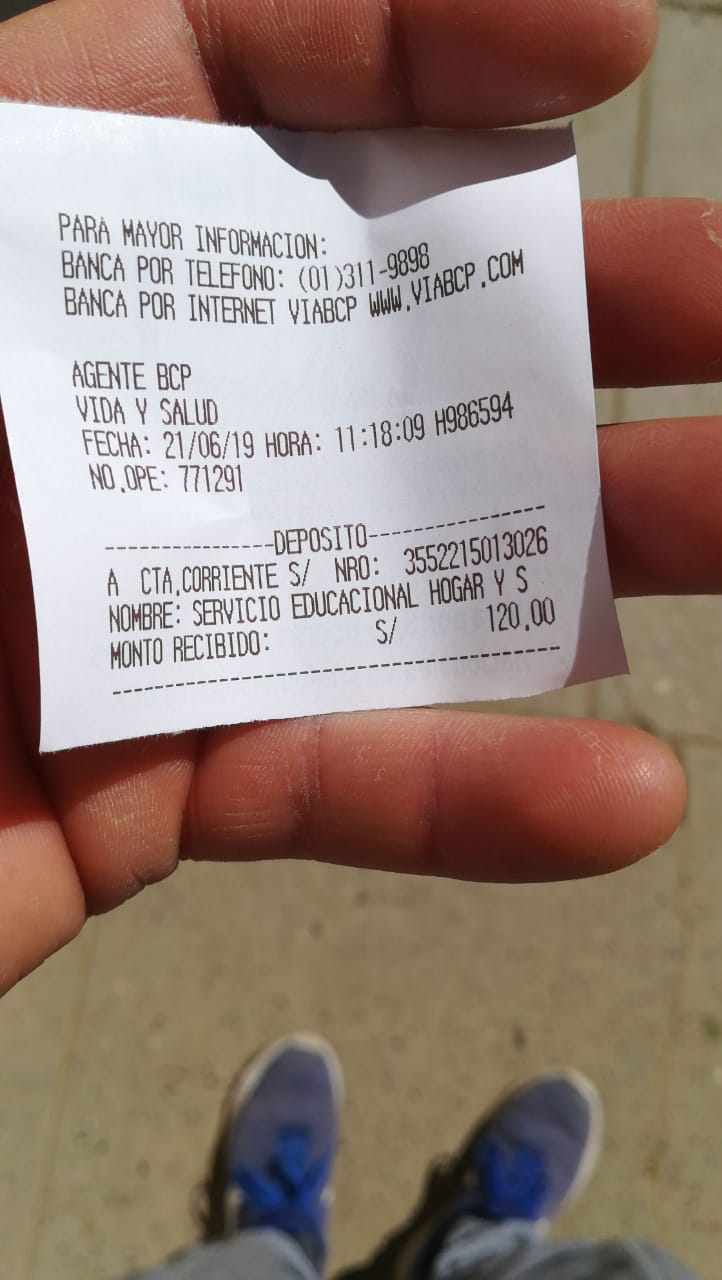 PARA MAYOR INFORMACION:
BANCA POR TELEFONO: (01)311-9898
BANCA POR INTERNET VIABCP WWW.VIABCP.COM
AGENTE BCP
VIDA Y SALUD
FECHA: 21/06/19 HORA: 11:18:09 H986594
NO.OPE: 771291
---------------DEPOSITO----------------
A CTA.CORRIENTE S/ NRO: 3552215013026
NOMBRE: SERVICIO EDUCACIONAL HOGAR Y S
MONTO RECIBIDO: S/ 120.00
----------------------------------------